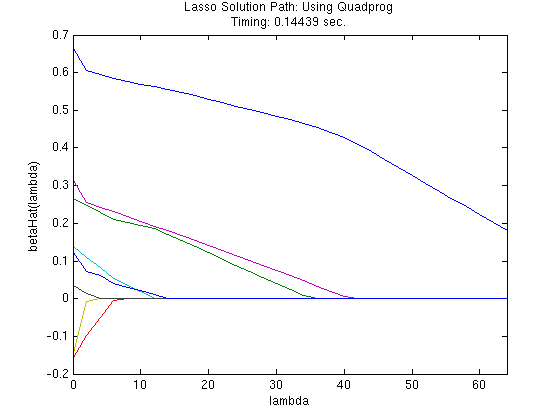 Lasso Solution Path: Using Quadprog
Timing: 0.14439 sec.
0.7
0.6
0.5
0.4
0.3
0.2
0.1
0
-0.1
-0.2
betaHat(lambda)
0 10 20 30 40 50 60
lambda